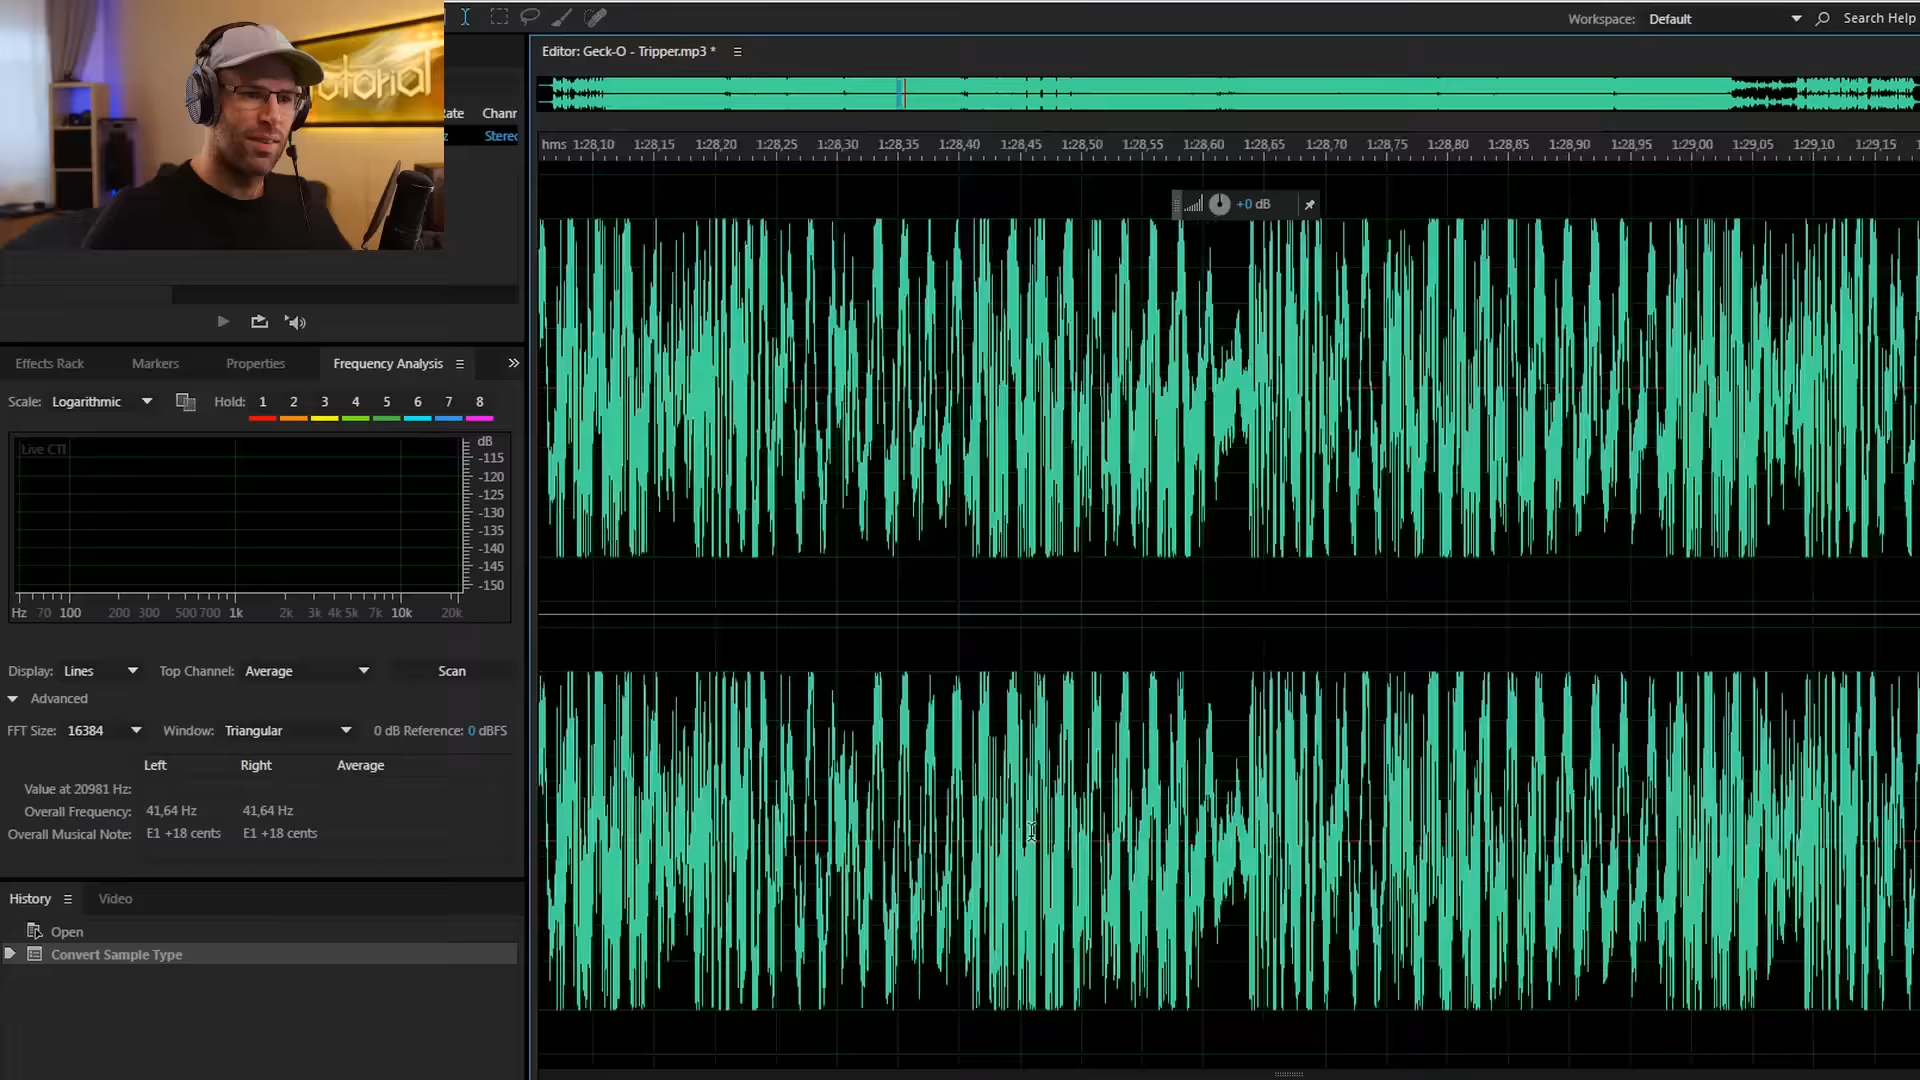 Workspace: Default Search Help
Editor: Geck-O - Tripper.mp3 *
utorial
Rate Chann
Stereo
hms 1:28,10 1:28,15 1:28,20 1:28,25 1:28,30 1:28,35 1:28,40 1:28,45 1:28,50 1:28,55 1:28,60 1:28,65 1:28,70 1:28,75 1:28,80 1:28,85 1:28,90 1:28,95 1:29,00 1:29,05 1:29,10 1:29,15
+0 dB
Effects Rack Markers Properties Frequency Analysis
Scale: Logarithmic Hold: 1 2 3 4 5 6 7 8
Live CTI dB
-115
-120
-125
-130
-135
-140
-145
-150
Hz 70 100 200 300 500 700 1k 2k 3k 4k 5k 7k 10k 20k
Display: Lines Top Channel: Average Scan
Advanced
FFT Size: 16384 Window: Triangular 0 dB Reference: 0 dBFS
Left Right Average
Value at 20981 Hz:
Overall Frequency: 41,64 Hz 41,64 Hz
Overall Musical Note: E1 +18 cents E1 +18 cents
History Video
Open
Convert Sample Type